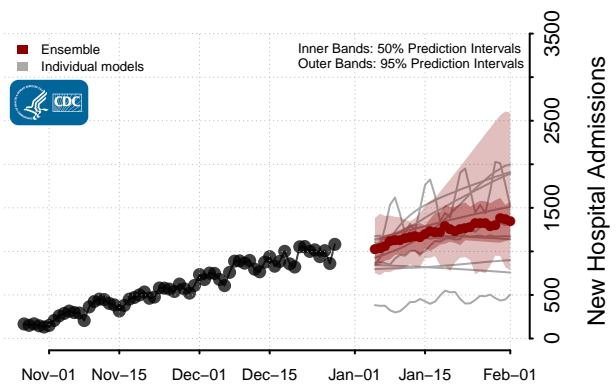 Ensemble
Individual models
Inner Bands: 50% Prediction Intervals
Outer Bands: 95% Prediction Intervals
CDC
3500
2500
1500
500
0
New Hospital Admissions
Nov−01 Nov−15 Dec−01 Dec−15 Jan−01 Jan−15 Feb−01